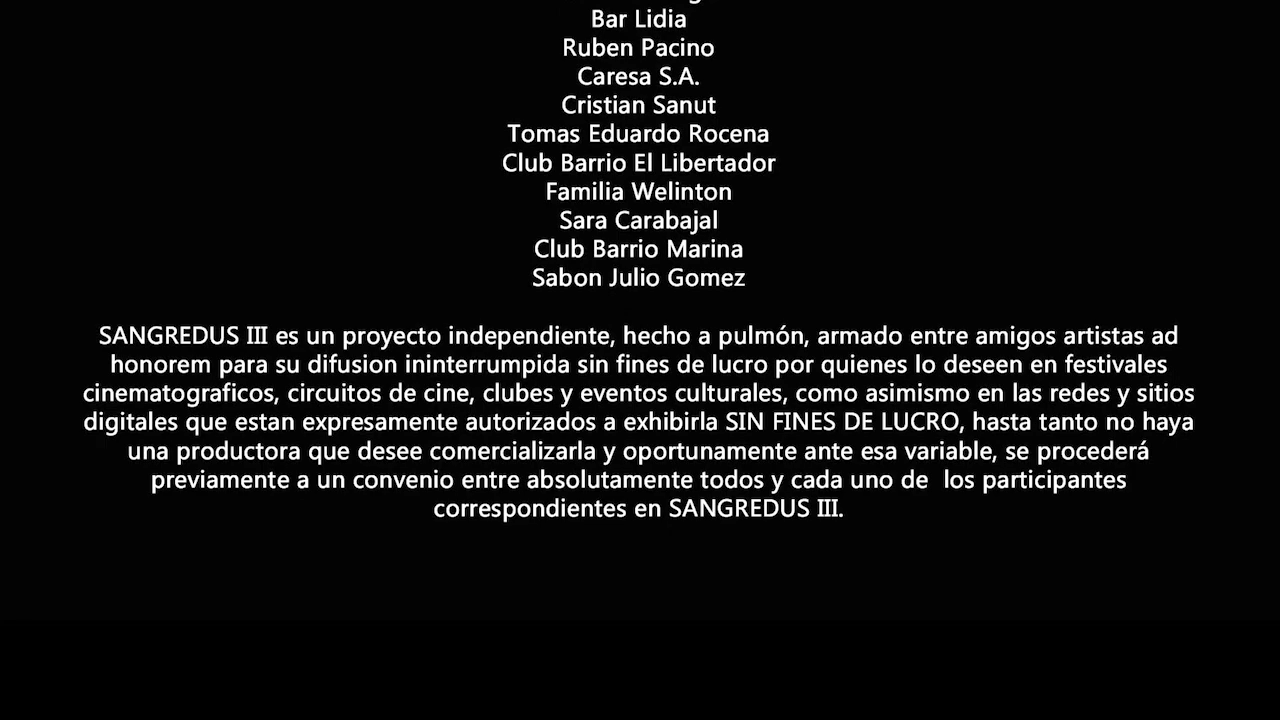 Bar Lidia
Ruben Pacino
Caresa S.A.
Cristian Sanut
Tomas Eduardo Rocena
Club Barrio El Libertador
Familia Welinton
Sara Carabajal
Club Barrio Marina
Sabon Julio Gomez
SANGREDUS III es un proyecto independiente, hecho a pulmón, armado entre amigos artistas ad
honorem para su difusion ininterrumpida sin fines de lucro por quienes lo deseen en festivales
cinematograficos, circuitos de cine, clubes y eventos culturales, como asimismo en las redes y sitios
digitales que estan expresamente autorizados a exhibirla SIN FINES DE LUCRO, hasta tanto no haya
una productora que desee comercializarla y oportunamente ante esa variable, se procederá
previamente a un convenio entre absolutamente todos y cada uno de  los participantes
correspondientes en SANGREDUS III.